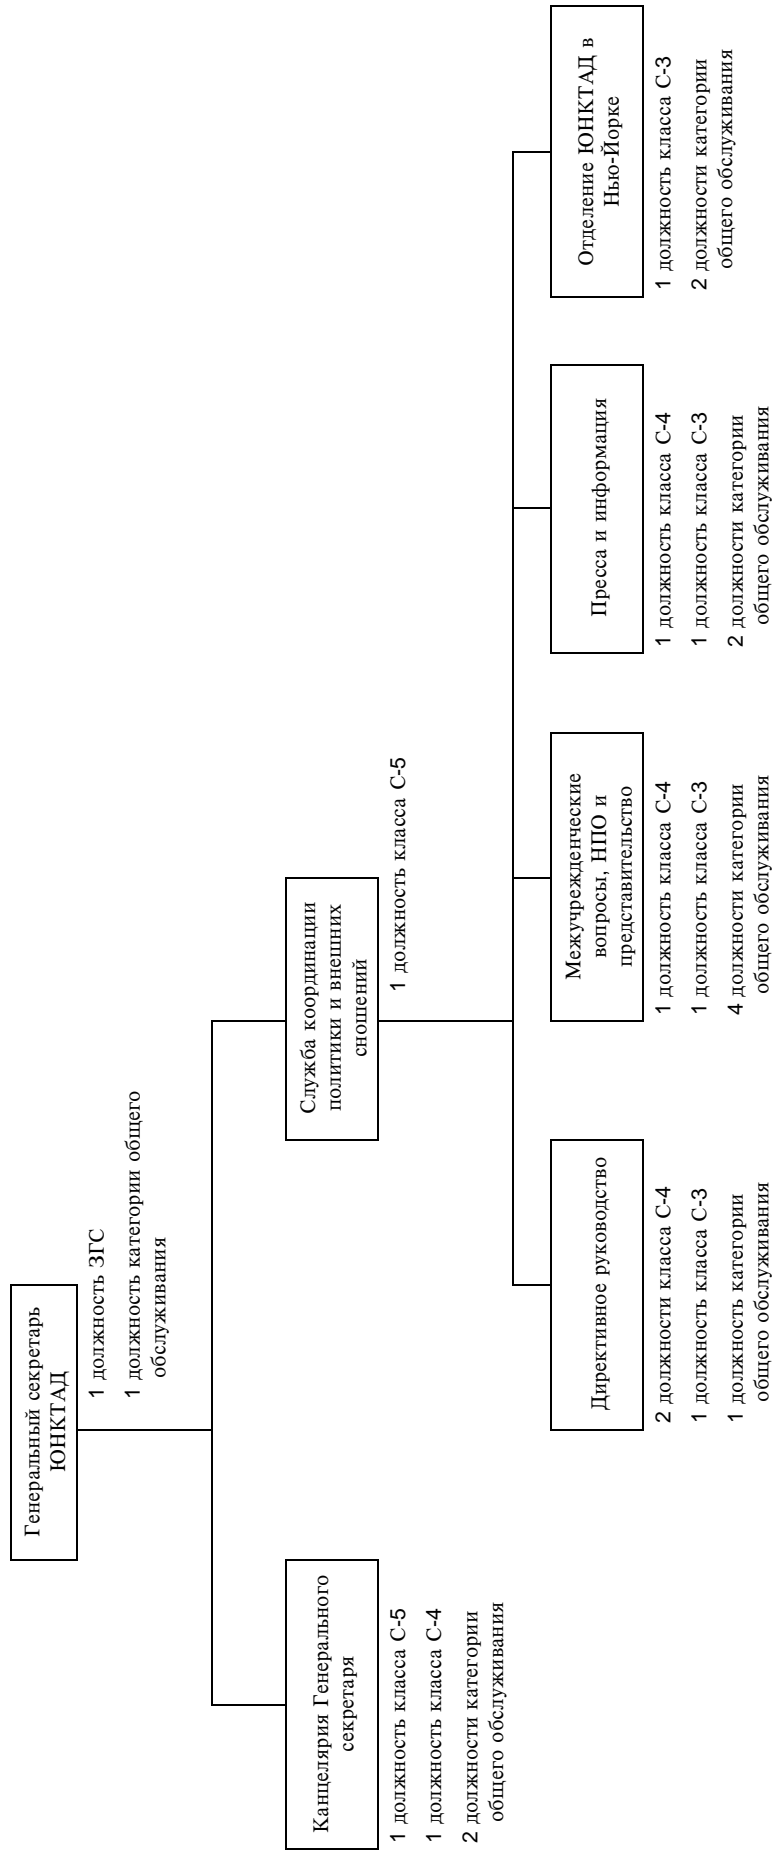 Генеральный секретарь
ЮНКТАД
1 должность ЗГС
1 должность категории общего
обслуживания
Канцелярия Генерального
секретаря
1 должность класса С-5
1 должность класса С-4
2 должности категории
общего обслуживания
Служба координации
политики и внешних
сношений
1 должность класса С-5
Директивное руководство
2 должности класса С-4
1 должность класса С-3
1 должность категории
общего обслуживания
Межучрежденческие
вопросы, НПО и
представительство
1 должность класса С-4
1 должность класса С-3
4 должности категории
общего обслуживания
Пресса и информация
1 должность класса С-4
1 должность класса С-3
2 должности категории
общего обслуживания
Отделение ЮНКТАД в
Нью-Йорке
1 должность класса С-3
2 должности категории
общего обслуживания